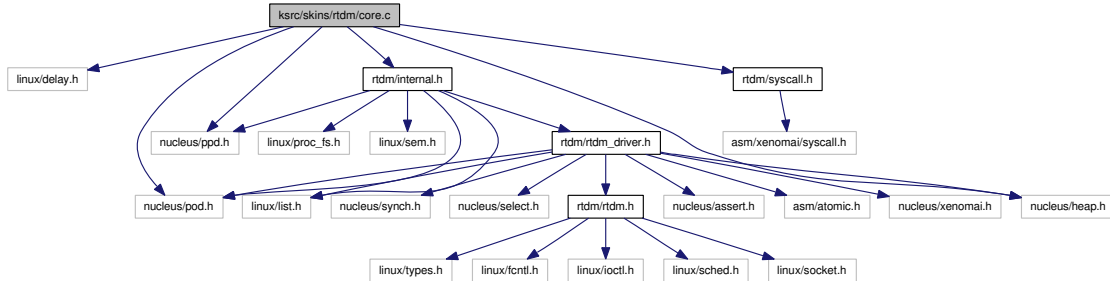 ksrc/skins/rtdm/core.c
linux/delay.h
rtdm/internal.h
rtdm/syscall.h
nucleus/ppd.h
linux/proc_fs.h
linux/sem.h
rtdm/rtdm_driver.h
asm/xenomai/syscall.h
nucleus/pod.h
linux/list.h
nucleus/synch.h
nucleus/select.h
rtdm/rtdm.h
nucleus/assert.h
asm/atomic.h
nucleus/xenomai.h
nucleus/heap.h
linux/types.h
linux/fcntl.h
linux/ioctl.h
linux/sched.h
linux/socket.h